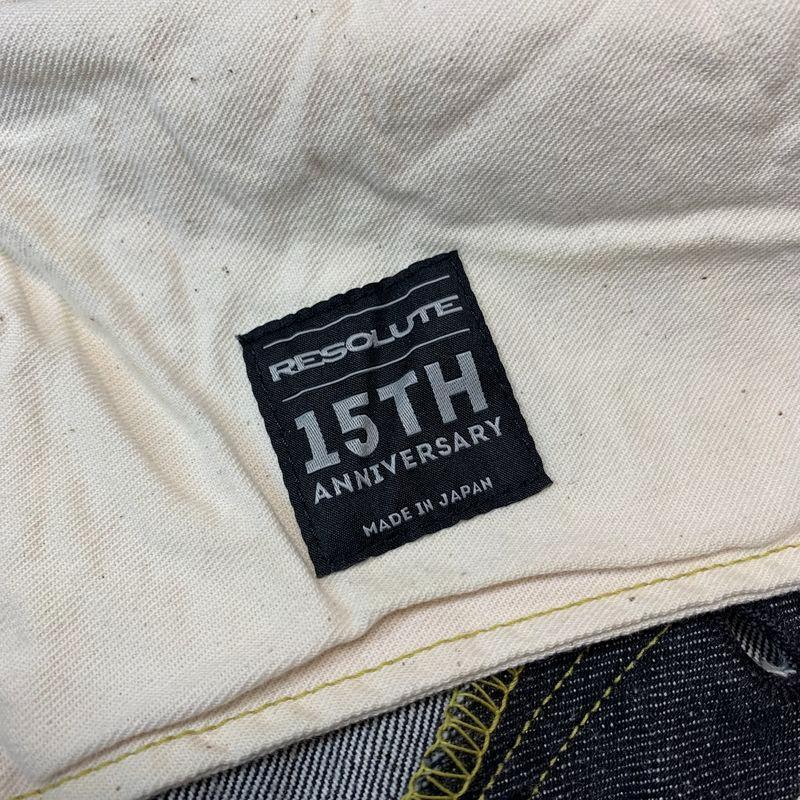 RESOLUTE
15TH
ANNIVERSARY
MADE IN JAPAN